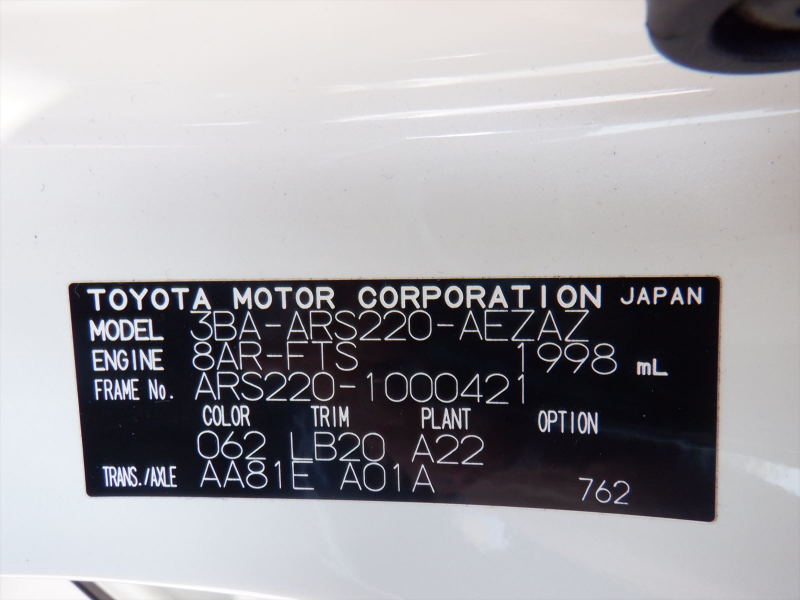 TOYOTA MOTOR CORPORATION JAPAN
MODEL 3BA-ARS220-AEZAZ
ENGINE 8AR-FTS 1998 mL
FRAME No. ARS220-1000421
COLOR TRIM PLANT OPTION
062 LB20 A22
TRANS./AXLE AA81E A01A 762